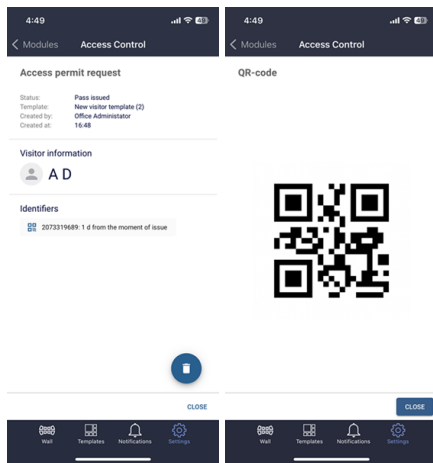 4:49
Modules
Access Control
Access permit request
Status: Pass issued
Template: New visitor template (2)
Created by: Office Administator
Created at: 16:48
Visitor information
A D
Identifiers
2073319689: 1 d from the moment of issue
CLOSE
Wall Templates Notifications Settings
4:49
Modules
Access Control
QR-code
CLOSE
Wall Templates Notifications Settings